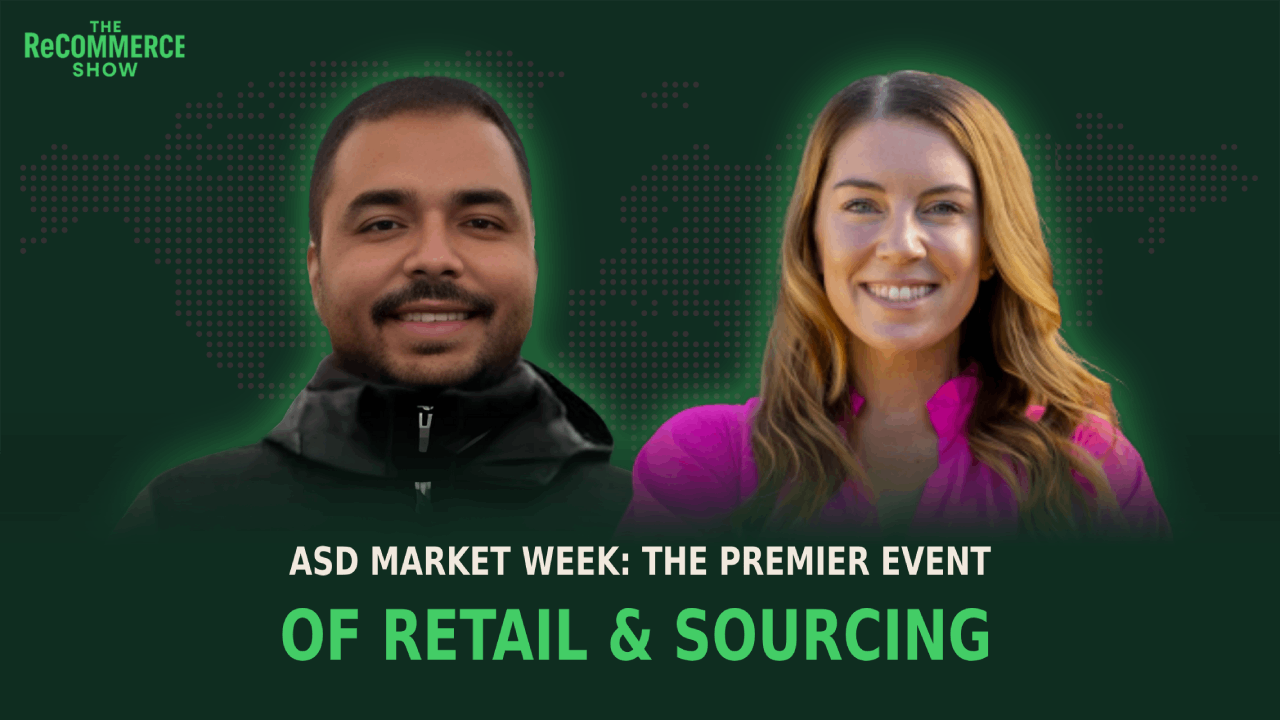 THE
ReCOMMERCE
SHOW
ASD MARKET WEEK: THE PREMIER EVENT
OF RETAIL & SOURCING